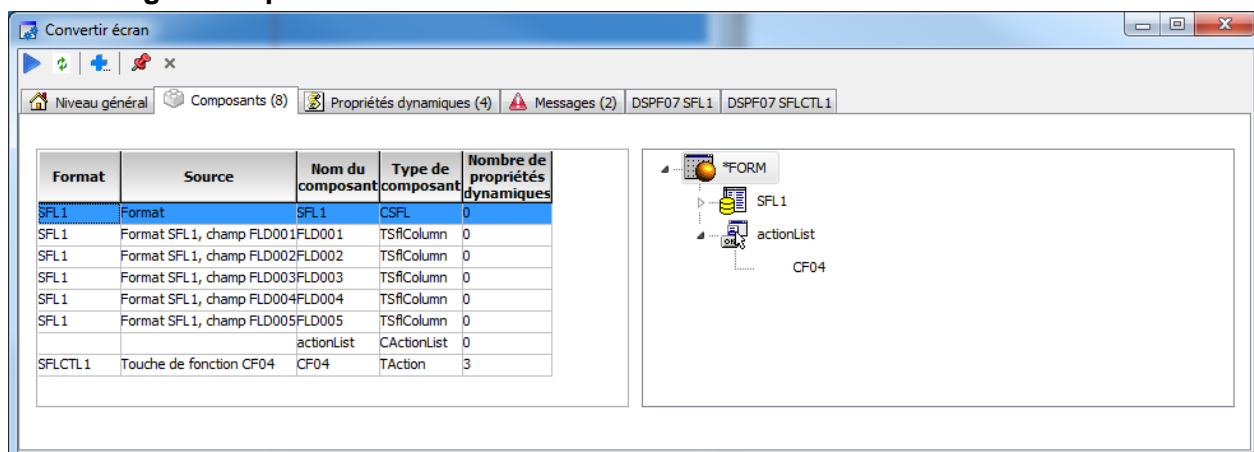 Convertir écran
Niveau général Composants (8) Propriétés dynamiques (4) Messages (2) DSPF07 SFL1 DSPF07 SFLCTL1
Format Source Nom du composant Type de composant Nombre de propriétés dynamiques
SFL1 Format SFL1 CSFL 0
SFL1 Format SFL1, champ FLD001 FLD001 TSflColumn 0
SFL1 Format SFL1, champ FLD002 FLD002 TSflColumn 0
SFL1 Format SFL1, champ FLD003 FLD003 TSflColumn 0
SFL1 Format SFL1, champ FLD004 FLD004 TSflColumn 0
SFL1 Format SFL1, champ FLD005 FLD005 TSflColumn 0
actionList CActionList 0
SFLCTL1 Touche de fonction CF04 CF04 TAction 3
*FORM
SFL1
actionList
CF04